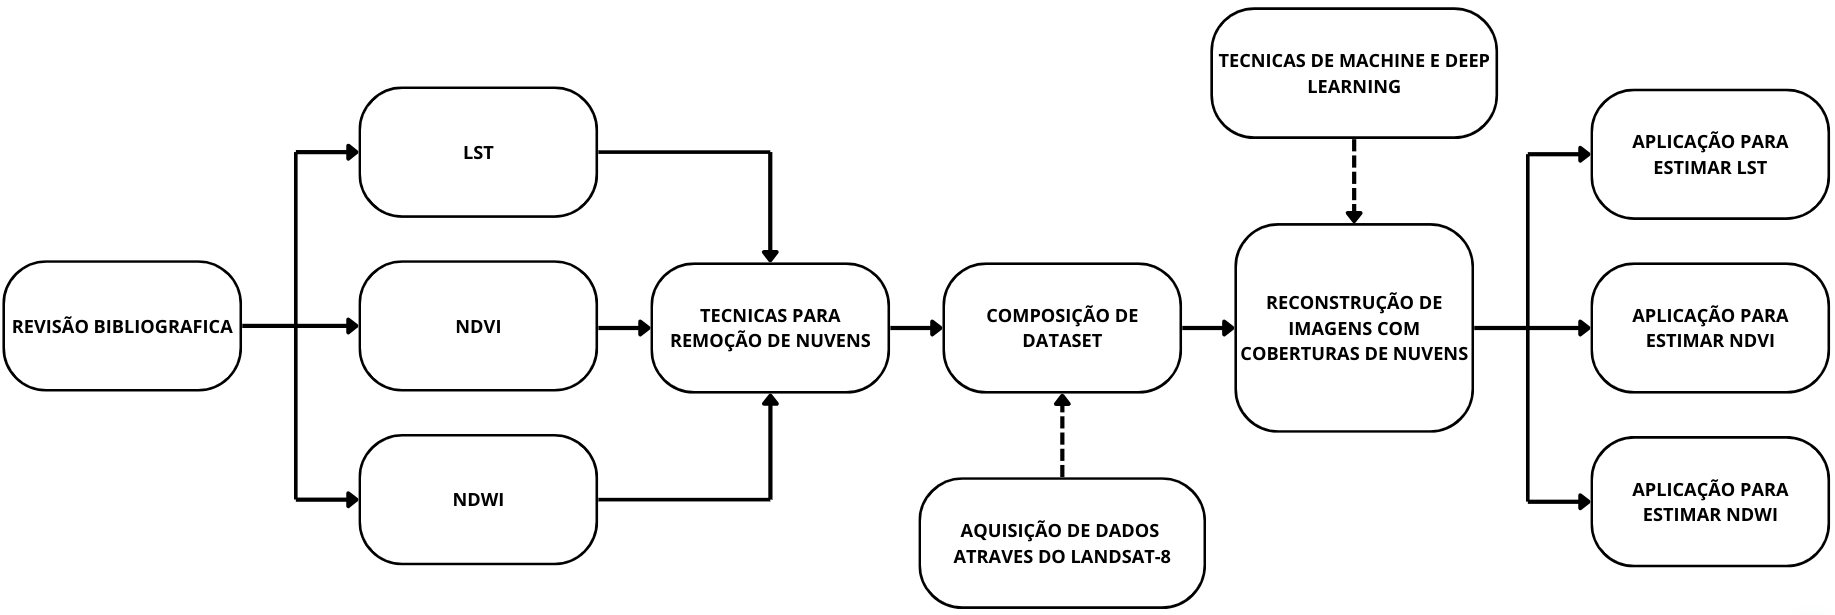 REVISÃO BIBLIOGRAFICA
LST
NDVI
NDWI
TECNICAS PARA
REMOÇÃO DE NUVENS
COMPOSIÇÃO DE
DATASET
AQUISIÇÃO DE DADOS
ATRAVES DO LANDSAT-8
TECNICAS DE MACHINE E DEEP
LEARNING
RECONSTRUÇÃO DE
IMAGENS COM
COBERTURAS DE NUVENS
APLICAÇÃO PARA
ESTIMAR LST
APLICAÇÃO PARA
ESTIMAR NDVI
APLICAÇÃO PARA
ESTIMAR NDWI